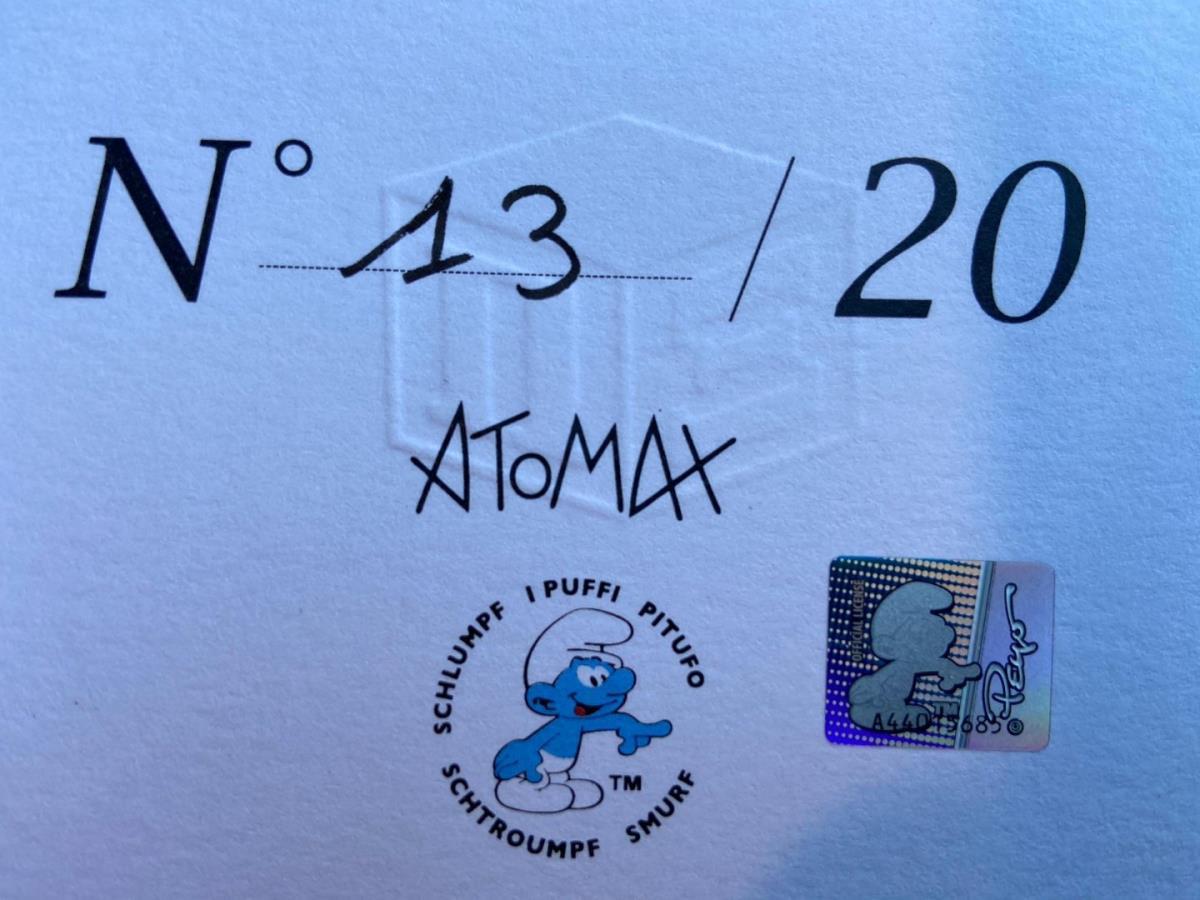 N° 13 / 20
ATOMAX
SCHLUMPF I PUFFI PITUFO
SCHTROUMPF SMURF
TM
OFFICIAL LICENSE
Peyo
©